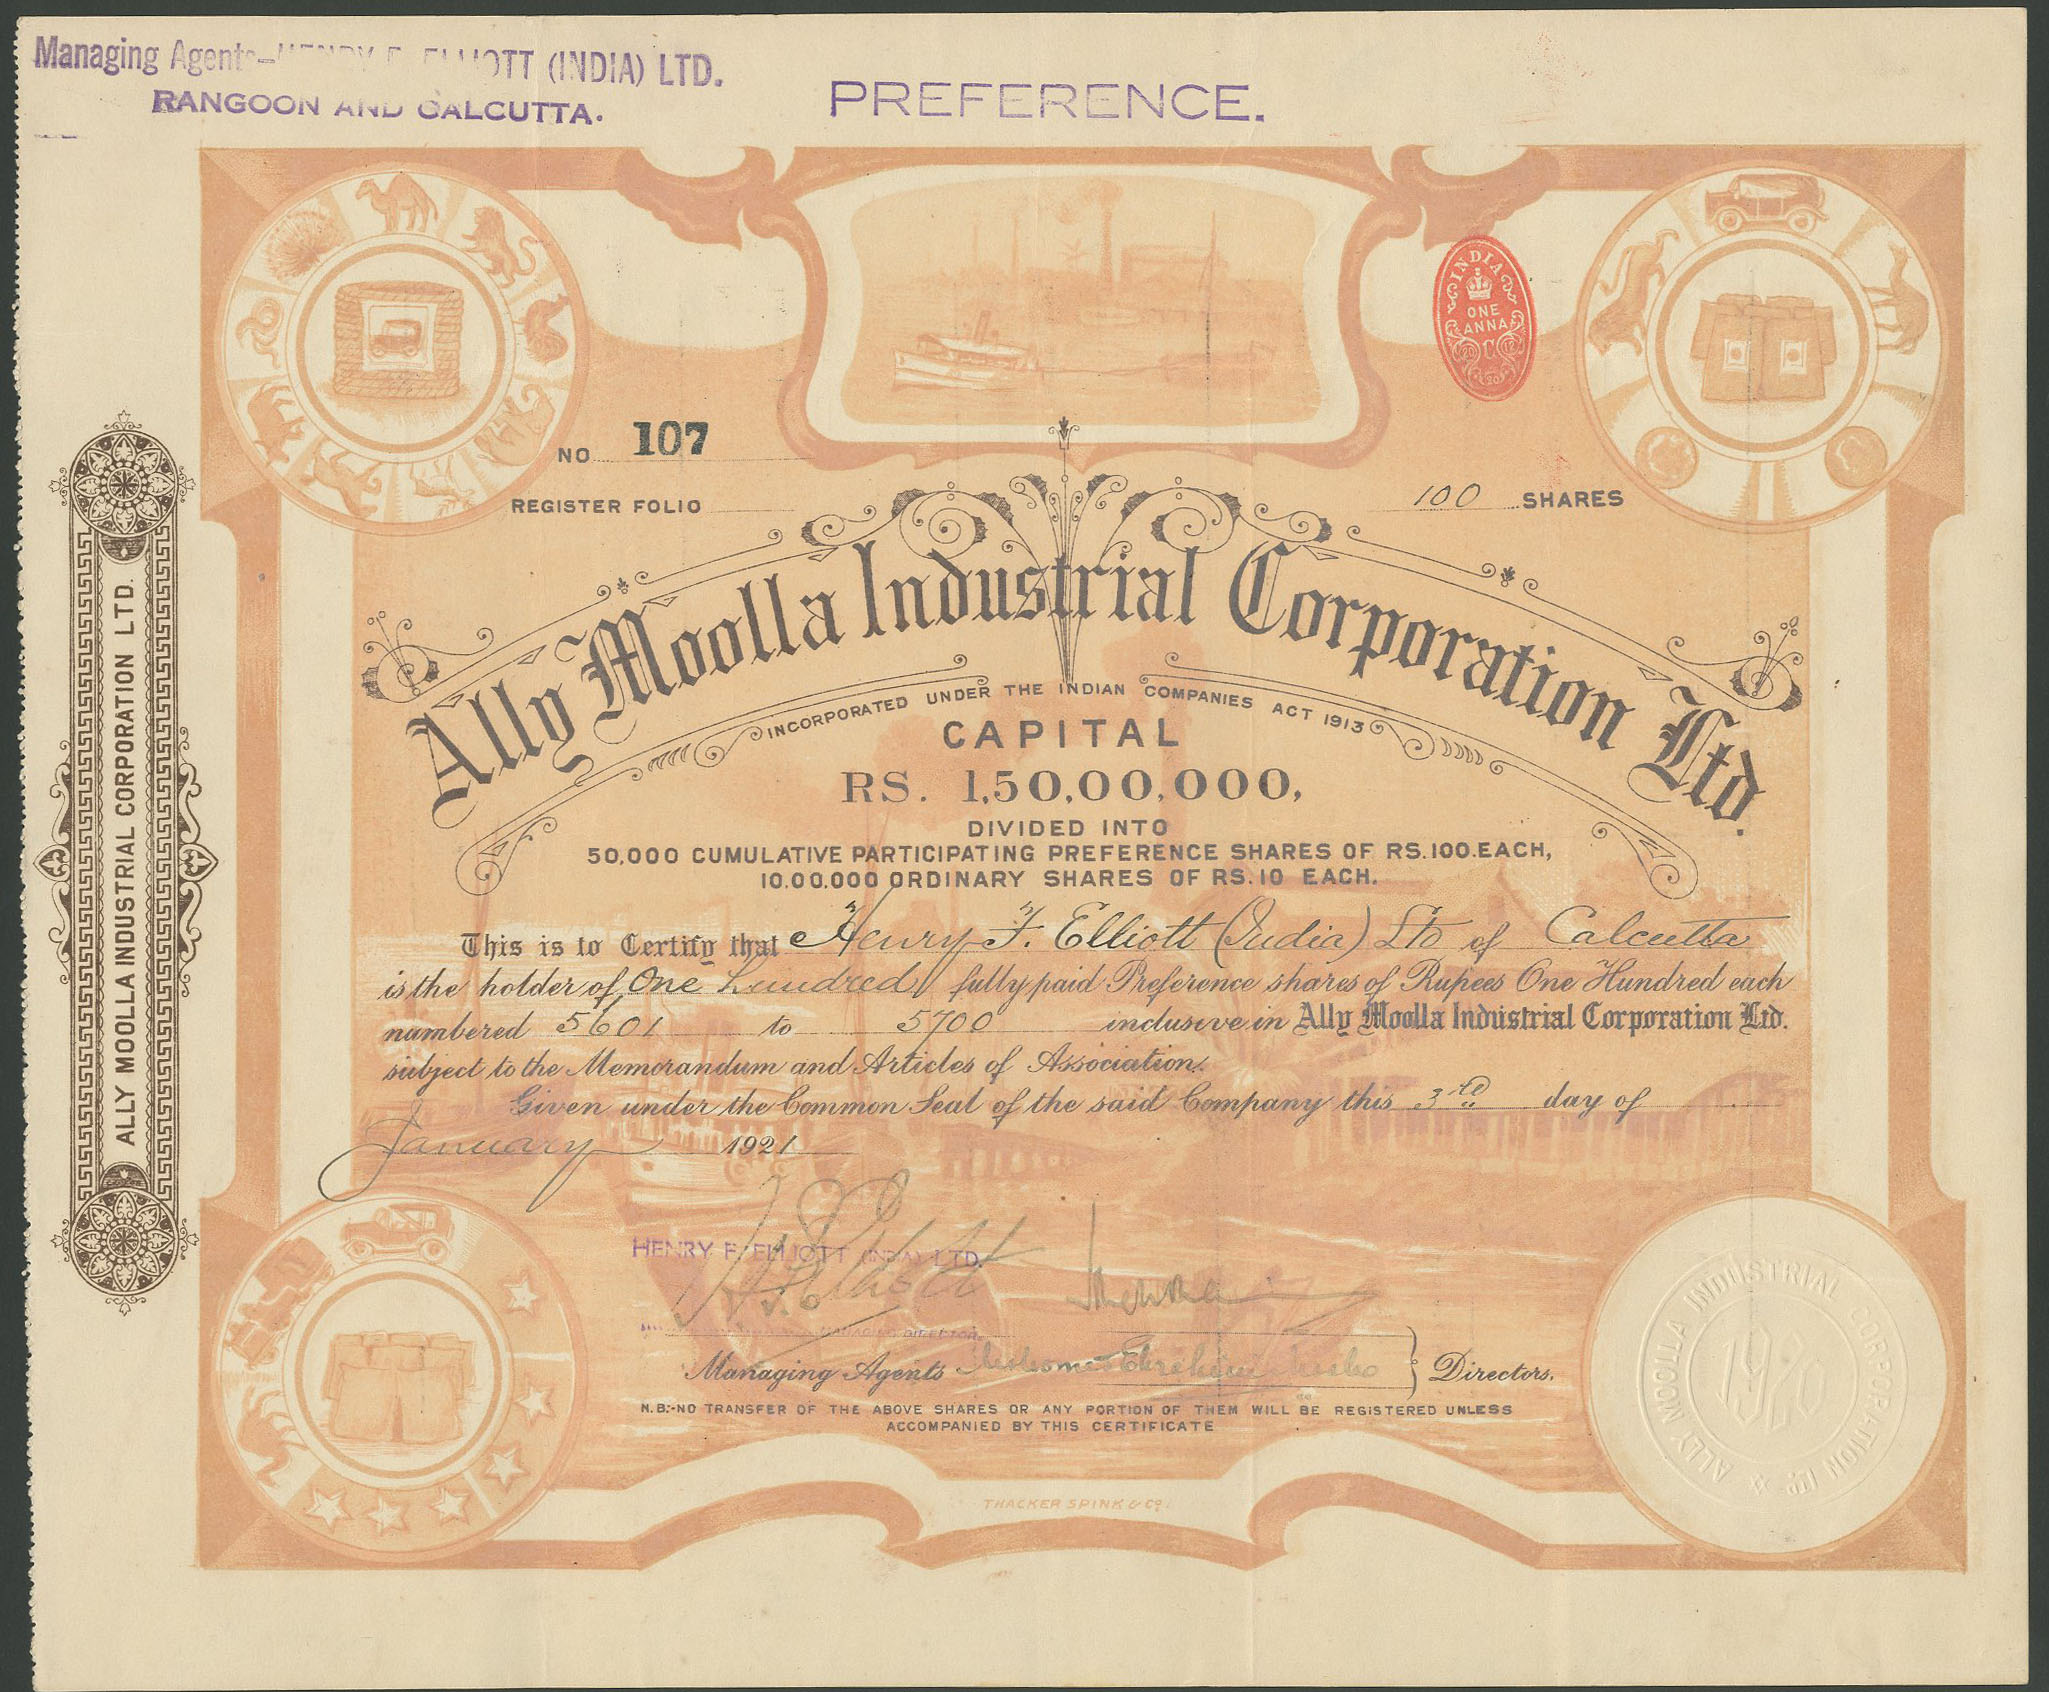 Managing Agents—HENRY F. ELLIOTT (INDIA) LTD.
RANGOON AND CALCUTTA.
PREFERENCE.
INDIA
ONE
ANNA
NO 107
REGISTER FOLIO
100 SHARES
Ally Moolla Industrial Corporation Ltd.
INCORPORATED UNDER THE INDIAN COMPANIES ACT 1913
CAPITAL
RS. 1,50,00,000,
DIVIDED INTO
50,000 CUMULATIVE PARTICIPATING PREFERENCE SHARES OF RS.100.EACH,
10.00.000 ORDINARY SHARES OF RS.10 EACH.
This is to Certify that Henry F. Elliott (India) Ltd of Calcutta
is the holder of One hundred fully paid Preference shares of Rupees One Hundred each
numbered 5601 to 5700 inclusive in Ally Moolla Industrial Corporation Ltd.
subject to the Memorandum and Articles of Association.
Given under the Common Seal of the said Company this 3rd day of
January 1921
HENRY F. ELLIOTT (INDIA) LTD.
MANAGING DIRECTOR.
Managing Agents
Directors.
N.B:-NO TRANSFER OF THE ABOVE SHARES OR ANY PORTION OF THEM WILL BE REGISTERED UNLESS
ACCOMPANIED BY THIS CERTIFICATE
THACKER SPINK & CO.
ALLY MOOLLA INDUSTRIAL CORPORATION LTD.
ALLY MOOLLA INDUSTRIAL CORPORATION LTD